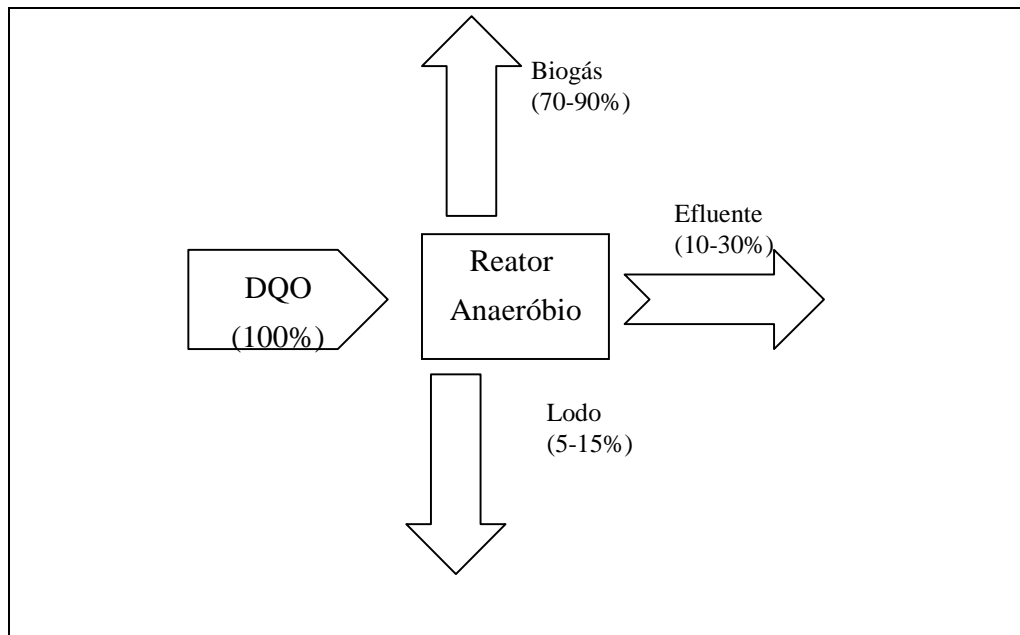 Biogás
(70-90%)
Efluente
(10-30%)
DQO
(100%)
Reator
Anaeróbio
Lodo
(5-15%)